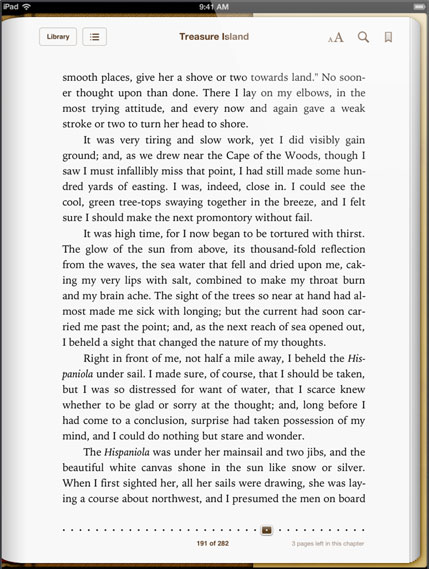 iPad 9:41 AM
Library Treasure Island AA
smooth places, give her a shove or two towards land." No soon-
er thought upon than done. There I lay on my elbows, in the
most trying attitude, and every now and again gave a weak
stroke or two to turn her head to shore.
It was very tiring and slow work, yet I did visibly gain
ground; and, as we drew near the Cape of the Woods, though I
saw I must infallibly miss that point, I had still made some hun-
dred yards of easting. I was, indeed, close in. I could see the
cool, green tree-tops swaying together in the breeze, and I felt
sure I should make the next promontory without fail.
It was high time, for I now began to be tortured with thirst.
The glow of the sun from above, its thousand-fold reflection
from the waves, the sea water that fell and dried upon me, cak-
ing my very lips with salt, combined to make my throat burn
and my brain ache. The sight of the trees so near at hand had al-
most made me sick with longing; but the current had soon car-
ried me past the point; and, as the next reach of sea opened out,
I beheld a sight that changed the nature of my thoughts.
Right in front of me, not half a mile away, I beheld the His-
paniola under sail. I made sure, of course, that I should be taken,
but I was so distressed for want of water, that I scarce knew
whether to be glad or sorry at the thought; and, long before I
had come to a conclusion, surprise had taken possession of my
mind, and I could do nothing but stare and wonder.
The Hispaniola was under her mainsail and two jibs, and the
beautiful white canvas shone in the sun like snow or silver.
When I first sighted her, all her sails were drawing, she was lay-
ing a course about northwest, and I presumed the men on board
191 of 282 3 pages left in this chapter